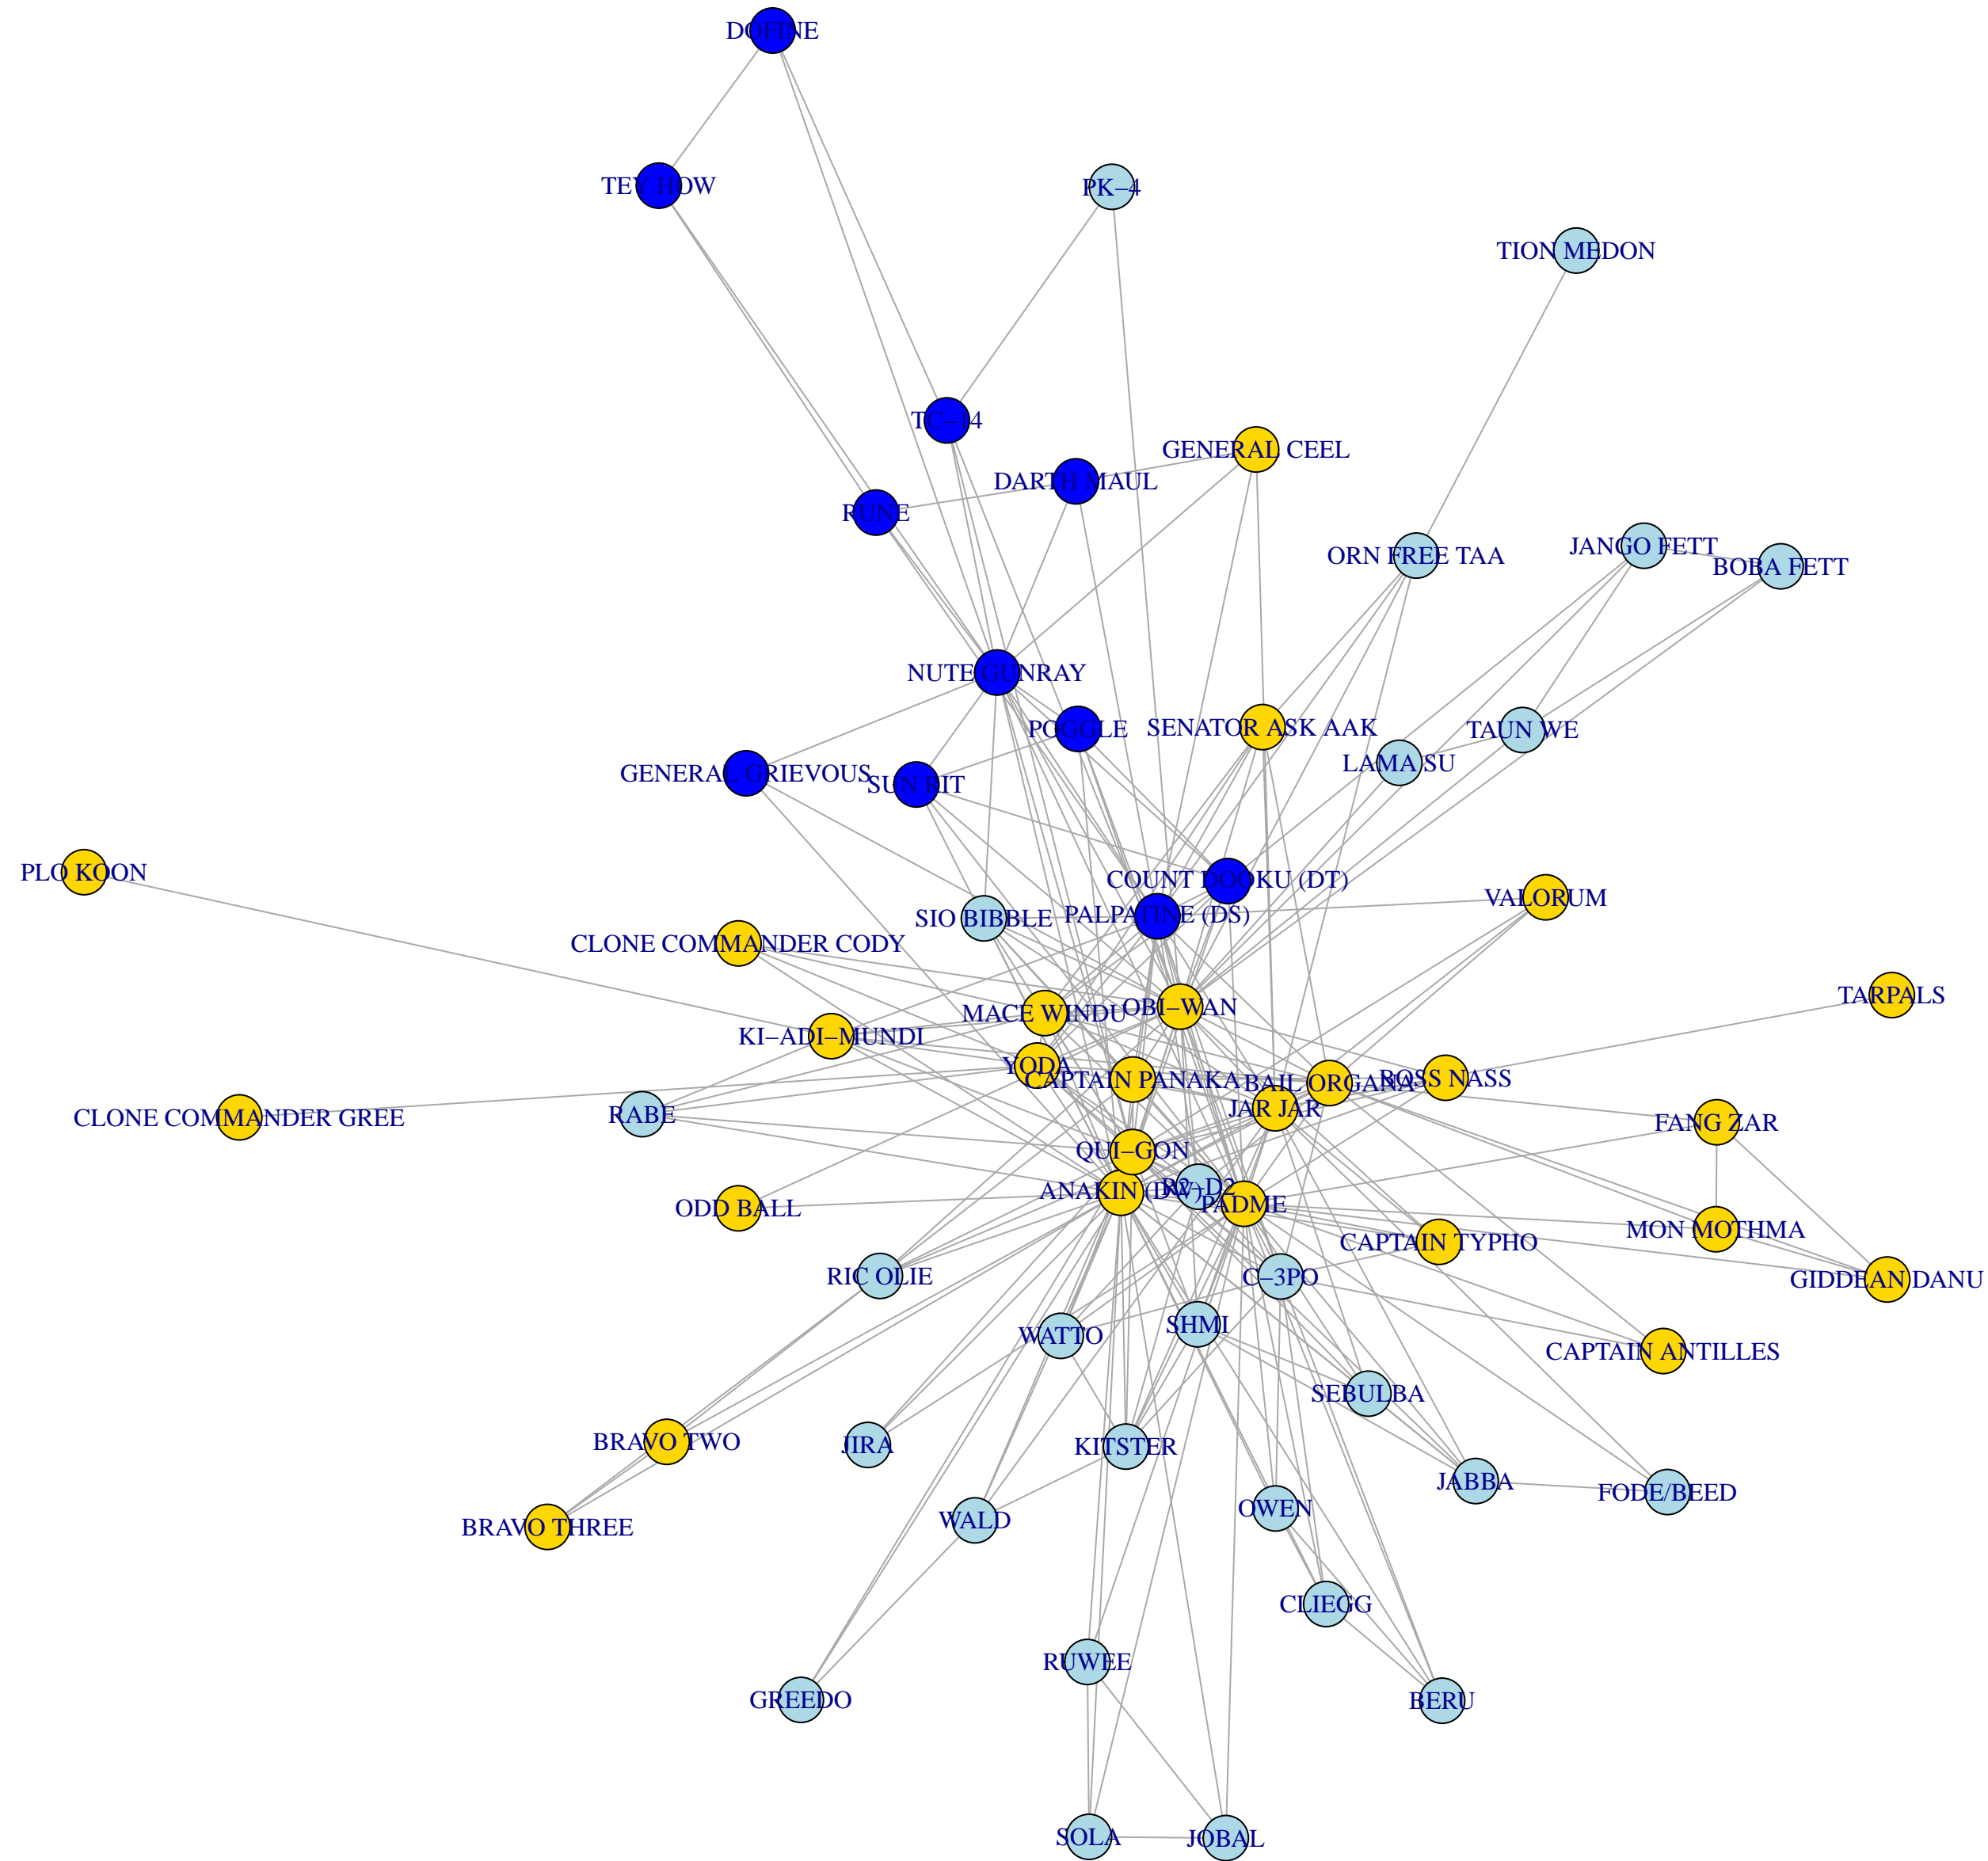 DOFINE
TEY HOW
PK–4
TION MEDON
TC–14
GENERAL CEEL
DARTH MAUL
RUNE
JANGO FETT
ORN FREE TAA
BOBA FETT
NUTE GUNRAY
SENATOR ASK AAK
POGGLE
TAUN WE
LAMA SU
GENERAL GRIEVOUS
SUN RIT
PLO KOON
COUNT DOOKU (DT)
VALORUM
PALPATINE (DS)
SIO BIBBLE
CLONE COMMANDER CODY
TARPALS
OBI–WAN
MACE WINDU
KI–ADI–MUNDI
YODA
CAPTAIN PANAKA
BAIL ORGANA
BOSS NASS
JAR JAR
RABE
CLONE COMMANDER GREE
FANG ZAR
QUI–GON
R2–D2
ANAKIN (DV)
PADME
ODD BALL
MON MOTHMA
CAPTAIN TYPHO
RIC OLIE
C–3PO
GIDDEAN DANU
SHMI
WATTO
CAPTAIN ANTILLES
SEBULBA
BRAVO TWO
JIRA
KITSTER
JABBA
FODE/BEED
OWEN
WALD
BRAVO THREE
CLIEGG
RUWEE
GREEDO
BERU
SOLA
JOBAL